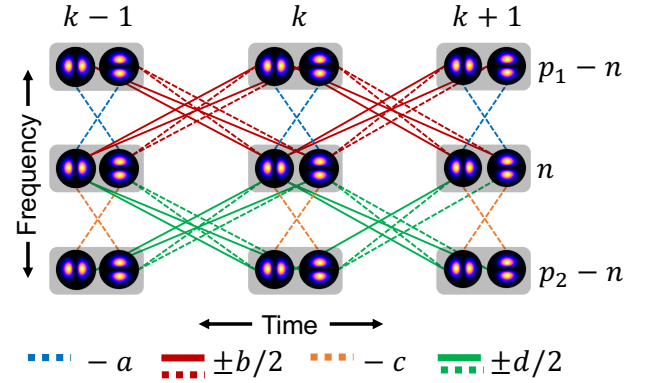 k − 1 k k + 1
p₁ − n
Frequency
n
p₂ − n
Time
− a ±b/2 − c ±d/2